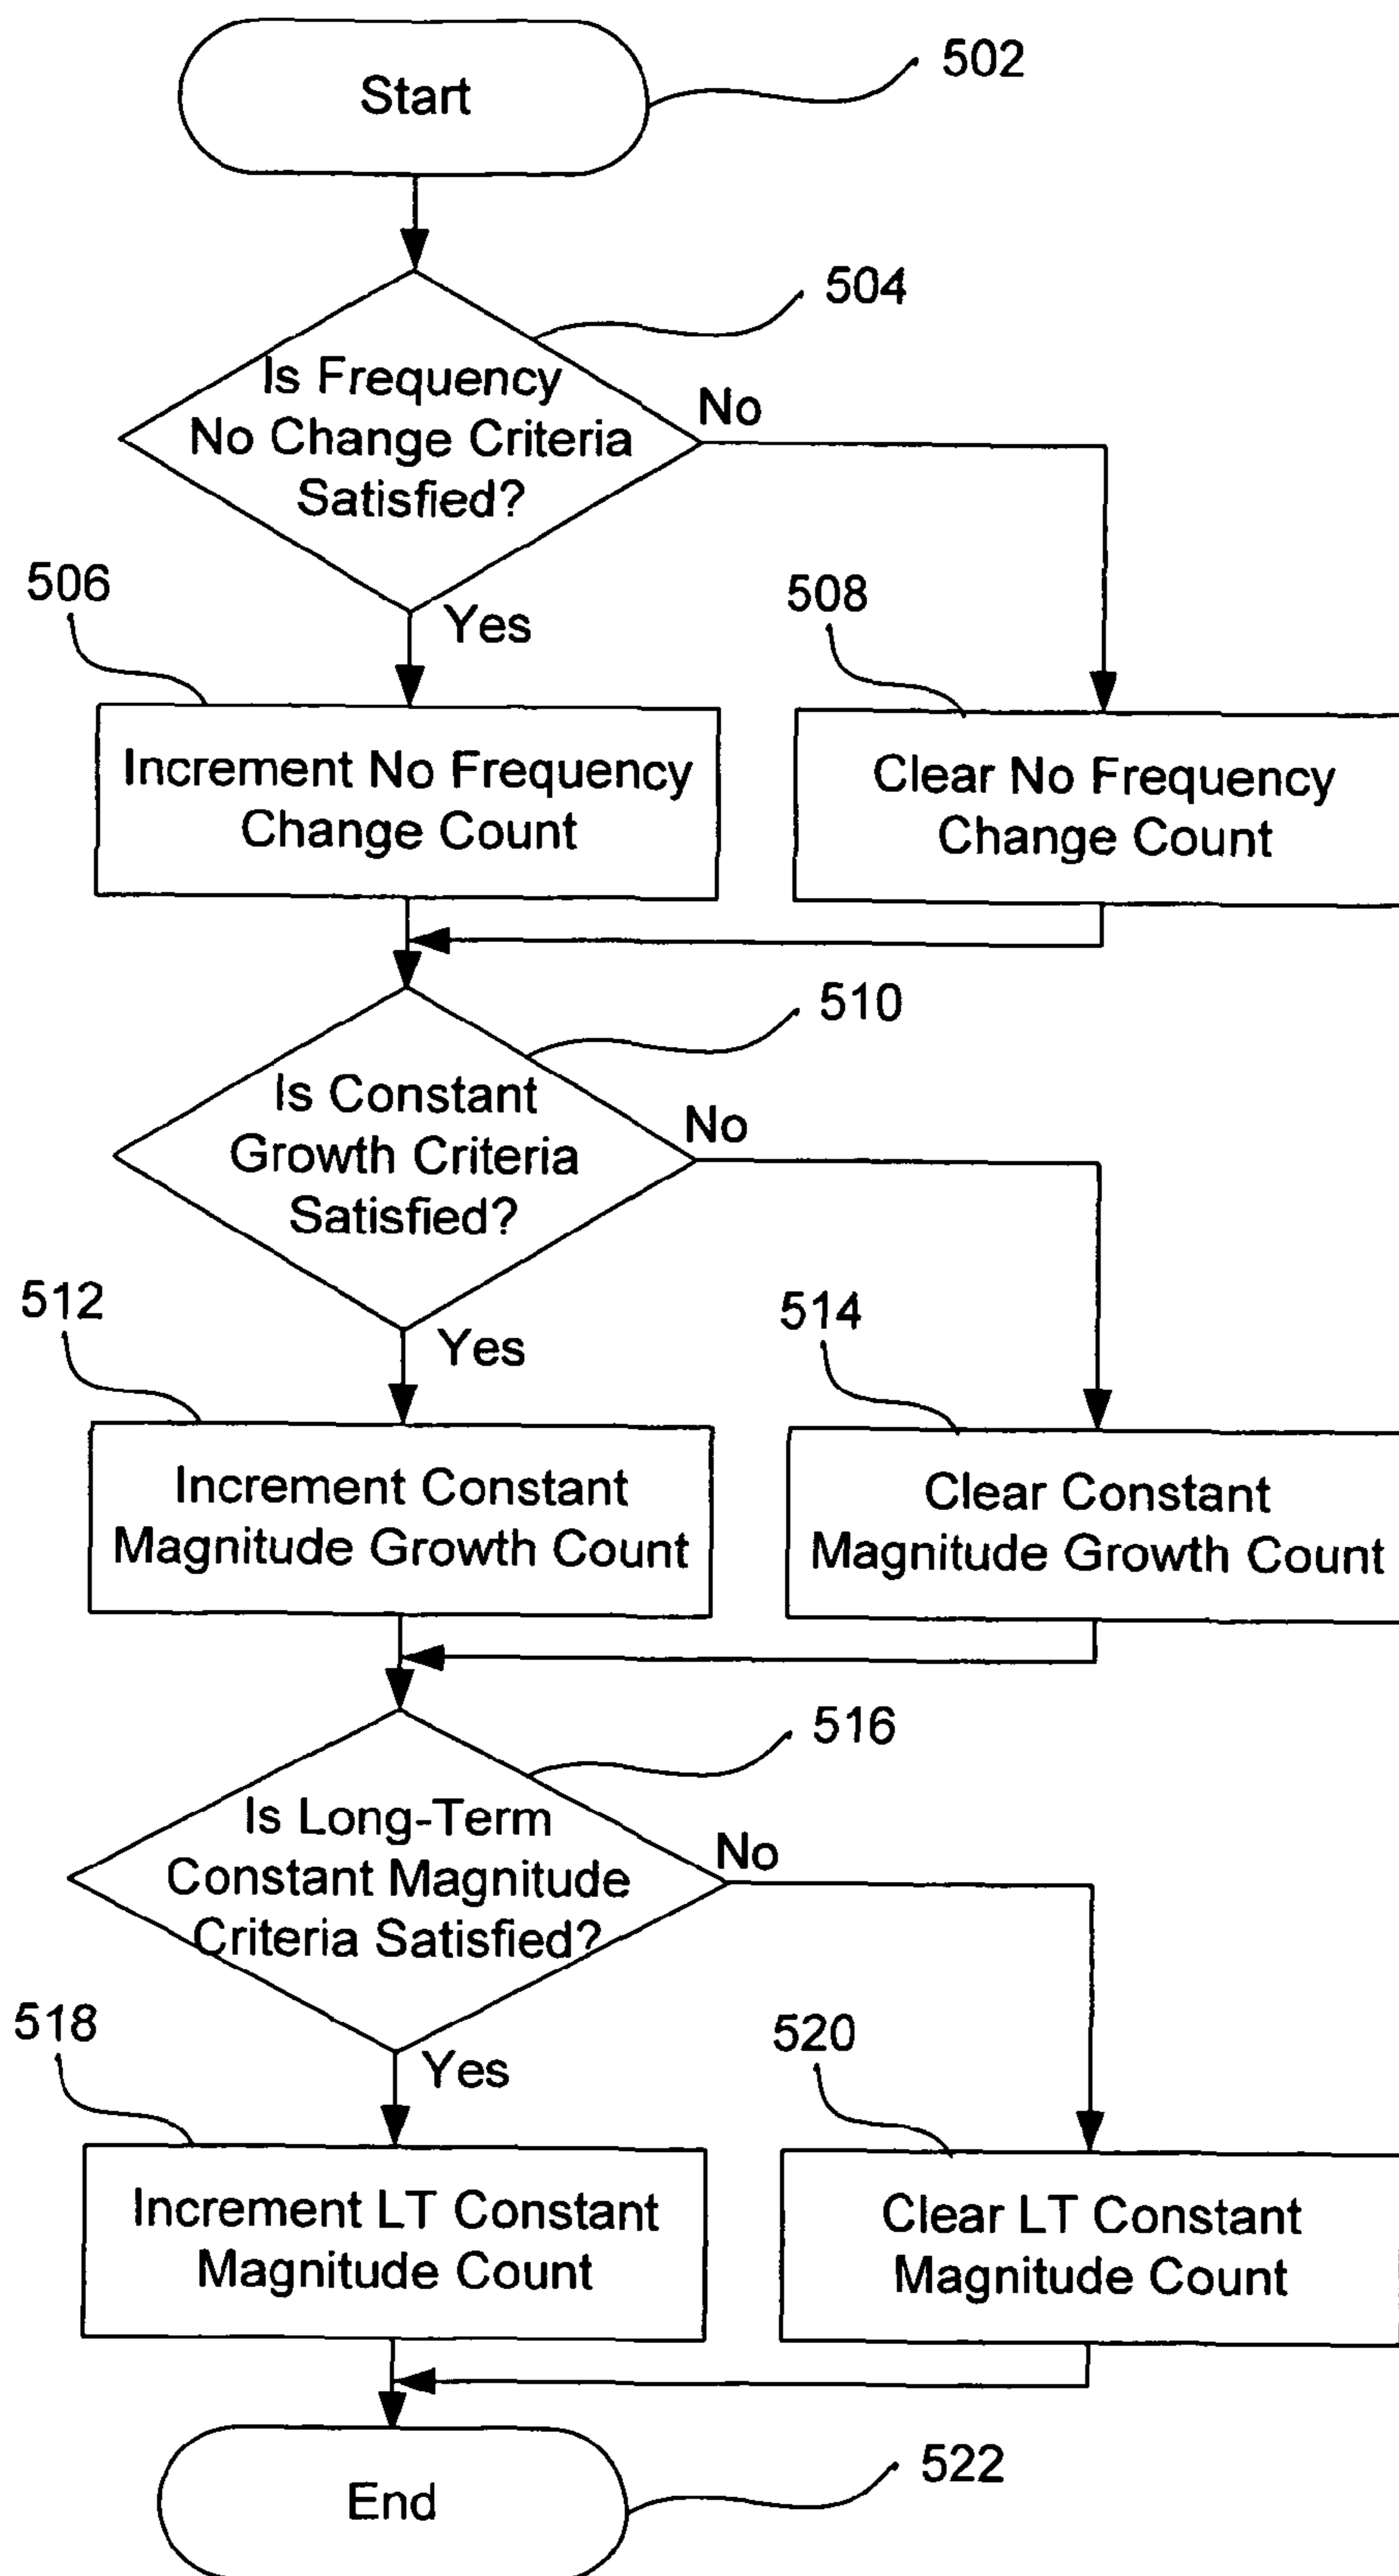 Start
502
504
Is Frequency
No Change Criteria
Satisfied?
No
Yes
506
508
Increment No Frequency
Change Count
Clear No Frequency
Change Count
510
Is Constant
Growth Criteria
Satisfied?
No
Yes
512
514
Increment Constant
Magnitude Growth Count
Clear Constant
Magnitude Growth Count
516
Is Long-Term
Constant Magnitude
Criteria Satisfied?
No
Yes
518
520
Increment LT Constant
Magnitude Count
Clear LT Constant
Magnitude Count
End
522